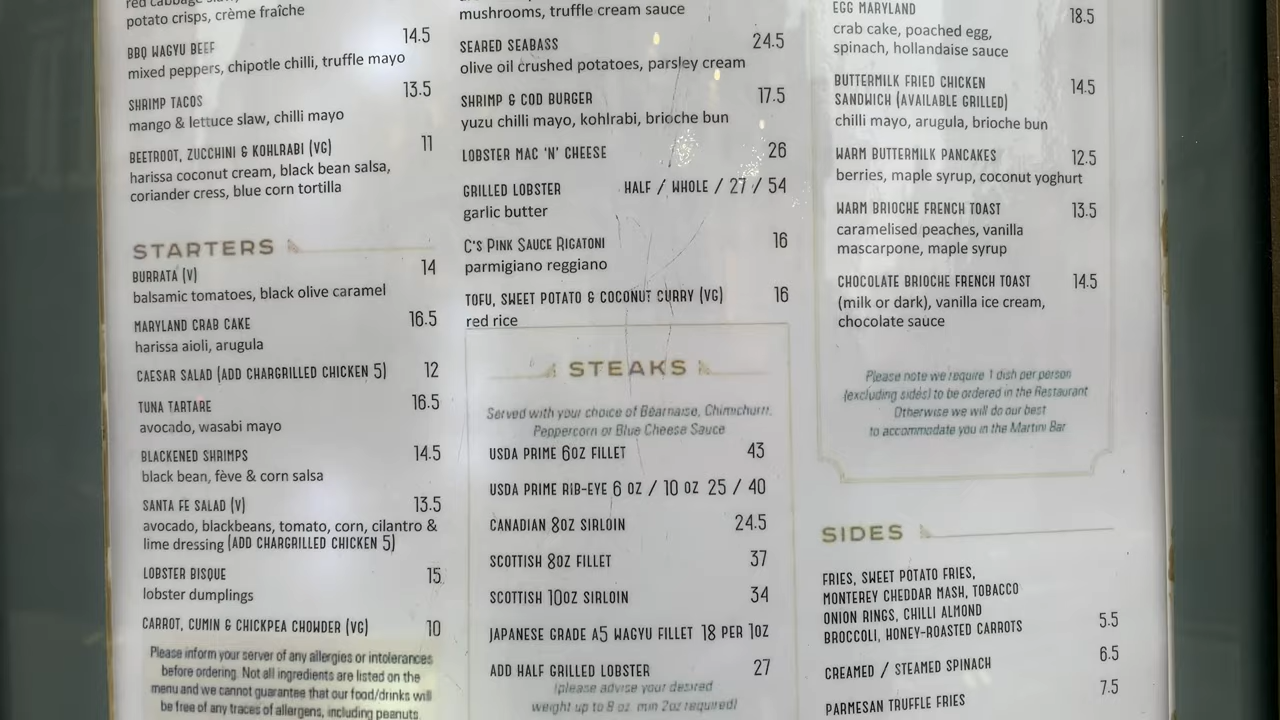 potato crisps, crème fraîche
BBQ WAGYU BEEF 14.5
mixed peppers, chipotle chilli, truffle mayo
SHRIMP TACOS 13.5
mango & lettuce slaw, chilli mayo
BEETROOT, ZUCCHINI & KOHLRABI (VG) 11
harissa coconut cream, black bean salsa,
coriander cress, blue corn tortilla
STARTERS
BURRATA (V) 14
balsamic tomatoes, black olive caramel
MARYLAND CRAB CAKE 16.5
harissa aioli, arugula
CAESAR SALAD (ADD CHARGRILLED CHICKEN 5) 12
TUNA TARTARE 16.5
avocado, wasabi mayo
BLACKENED SHRIMPS 14.5
black bean, fève & corn salsa
SANTA FE SALAD (V) 13.5
avocado, blackbeans, tomato, corn, cilantro &
lime dressing (ADD CHARGRILLED CHICKEN 5)
LOBSTER BISQUE 15
lobster dumplings
CARROT, CUMIN & CHICKPEA CHOWDER (VG) 10
Please inform your server of any allergies or intolerances
before ordering. Not all ingredients are listed on the
menu and we cannot guarantee that our food/drinks will
be free of any traces of allergens, including peanuts.
mushrooms, truffle cream sauce
SEARED SEABASS 24.5
olive oil crushed potatoes, parsley cream
SHRIMP & COD BURGER 17.5
yuzu chilli mayo, kohlrabi, brioche bun
LOBSTER MAC 'N' CHEESE 26
GRILLED LOBSTER HALF / WHOLE / 27 / 54
garlic butter
C'S PINK SAUCE RIGATONI 16
parmigiano reggiano
TOFU, SWEET POTATO & COCONUT CURRY (VG) 16
red rice
STEAKS
Served with your choice of Béarnaise, Chimichurri,
Peppercorn or Blue Cheese Sauce
USDA PRIME 6OZ FILLET 43
USDA PRIME RIB-EYE 6 OZ / 10 OZ 25 / 40
CANADIAN 8OZ SIRLOIN 24.5
SCOTTISH 8OZ FILLET 37
SCOTTISH 10OZ SIRLOIN 34
JAPANESE GRADE A5 WAGYU FILLET 18 PER 1OZ
ADD HALF GRILLED LOBSTER 27
(please advise your desired
weight up to 8 oz. min 2oz required)
EGG MARYLAND 18.5
crab cake, poached egg,
spinach, hollandaise sauce
BUTTERMILK FRIED CHICKEN 14.5
SANDWICH (AVAILABLE GRILLED)
chilli mayo, arugula, brioche bun
WARM BUTTERMILK PANCAKES 12.5
berries, maple syrup, coconut yoghurt
WARM BRIOCHE FRENCH TOAST 13.5
caramelised peaches, vanilla
mascarpone, maple syrup
CHOCOLATE BRIOCHE FRENCH TOAST 14.5
(milk or dark), vanilla ice cream,
chocolate sauce
Please note we require 1 dish per person
(excluding sides) to be ordered in the Restaurant
Otherwise we will do our best
to accommodate you in the Martini Bar
SIDES
FRIES, SWEET POTATO FRIES,
MONTEREY CHEDDAR MASH, TOBACCO
ONION RINGS, CHILLI ALMOND
BROCCOLI, HONEY-ROASTED CARROTS 5.5
CREAMED / STEAMED SPINACH 6.5
PARMESAN TRUFFLE FRIES 7.5